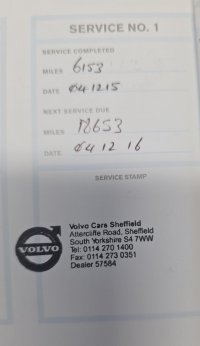 SERVICE NO. 1
SERVICE COMPLETED
MILES 6153
DATE 04 12 15
NEXT SERVICE DUE
MILES 18653
DATE 04 12 16
SERVICE STAMP
VOLVO
Volvo Cars Sheffield
Attercliffe Road, Sheffield
South Yorkshire S4 7WW
Tel: 0114 270 1400
Fax: 0114 273 0351
Dealer 57584